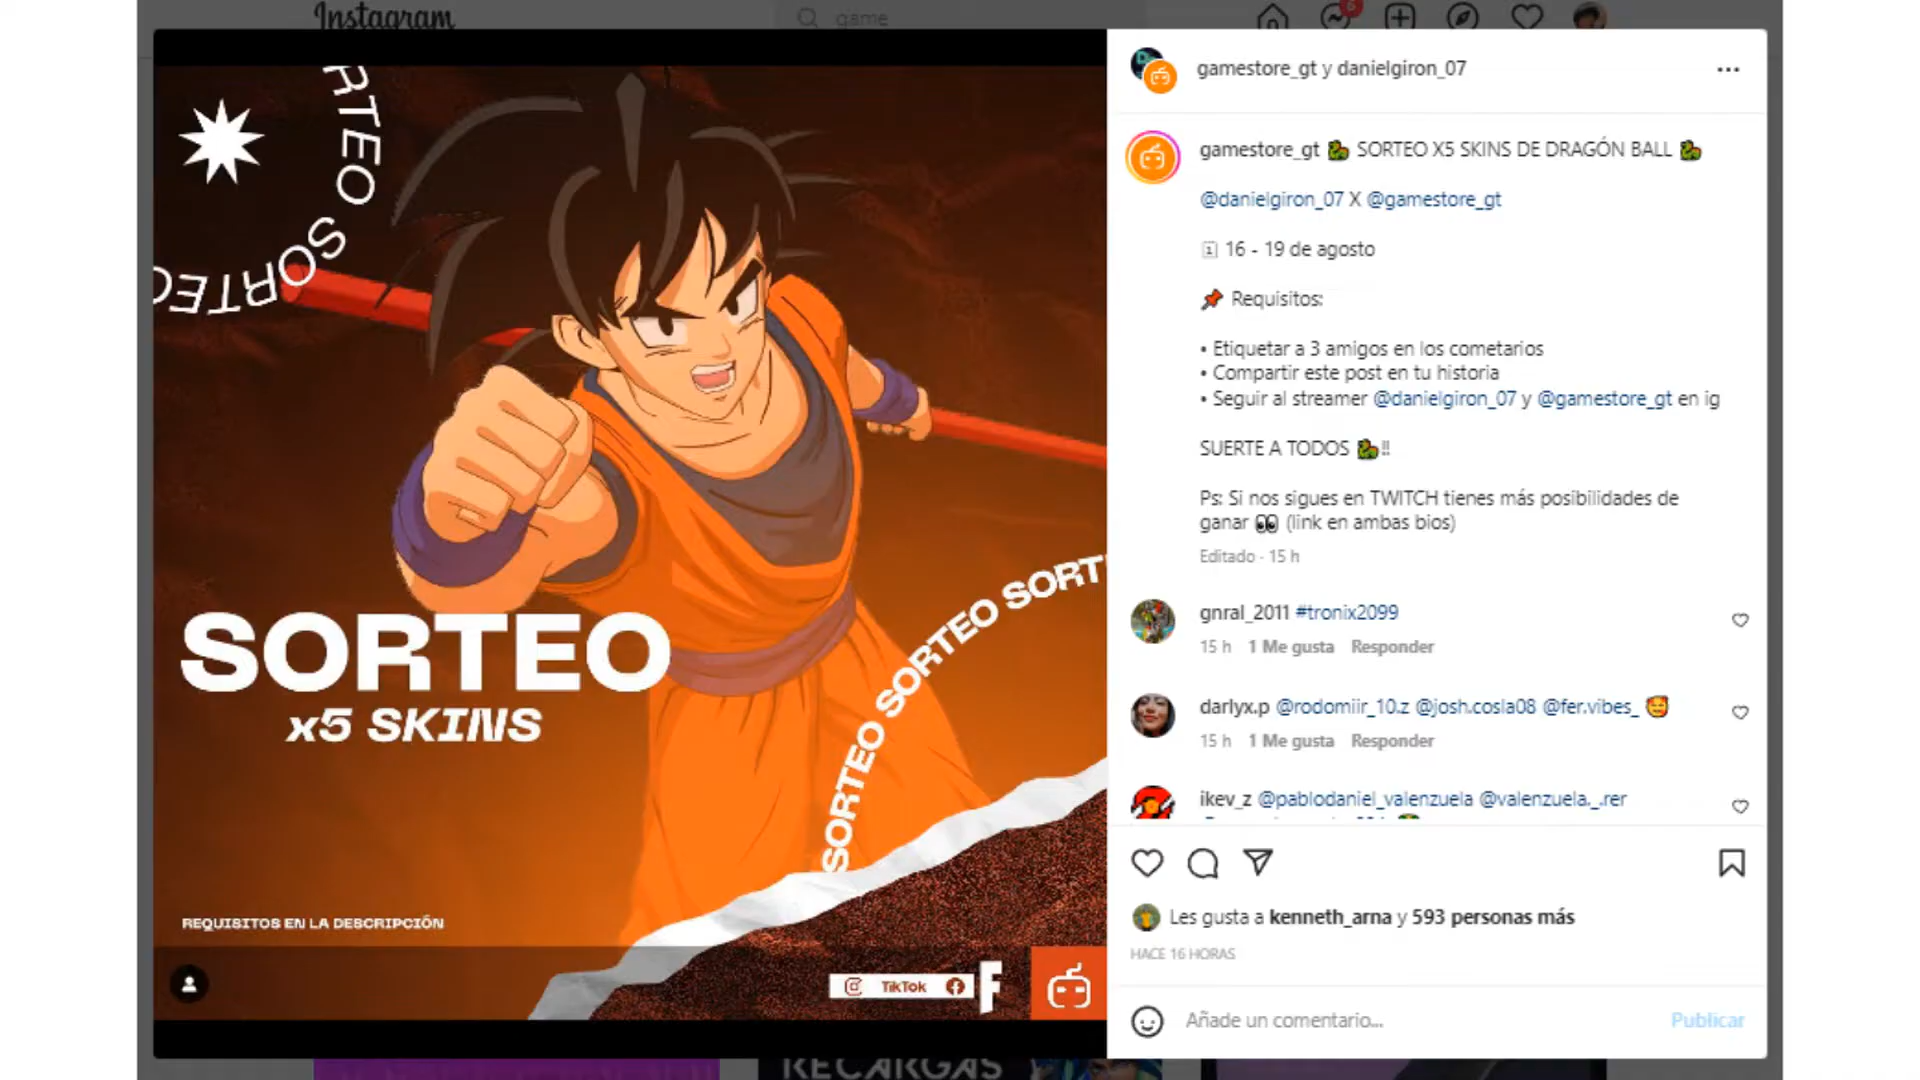 Instagram
game
6
RTEO SORTEO
SORTEO
x5 SKINS
SORTEO SORTEO SORT
REQUISITOS EN LA DESCRIPCIÓN
TikTok
F
gamestore_gt y danielgiron_07
gamestore_gt 🐉 SORTEO X5 SKINS DE DRAGÓN BALL 🐉
@danielgiron_07 X @gamestore_gt
16 - 19 de agosto
📌 Requisitos:
• Etiquetar a 3 amigos en los cometarios
• Compartir este post en tu historia
• Seguir al streamer @danielgiron_07 y @gamestore_gt en ig
SUERTE A TODOS 🐉!!
Ps: Si nos sigues en TWITCH tienes más posibilidades de
ganar 👀 (link en ambas bios)
Editado · 15 h
gnral_2011 #tronix2099
15 h 1 Me gusta Responder
darlyx.p @rodomiir_10.z @josh.cosla08 @fer.vibes_ 🥰
15 h 1 Me gusta Responder
ikev_z @pablodaniel_valenzuela @valenzuela._.rer
Les gusta a kenneth_arna y 593 personas más
HACE 16 HORAS
Añade un comentario...
Publicar
RECARGAS